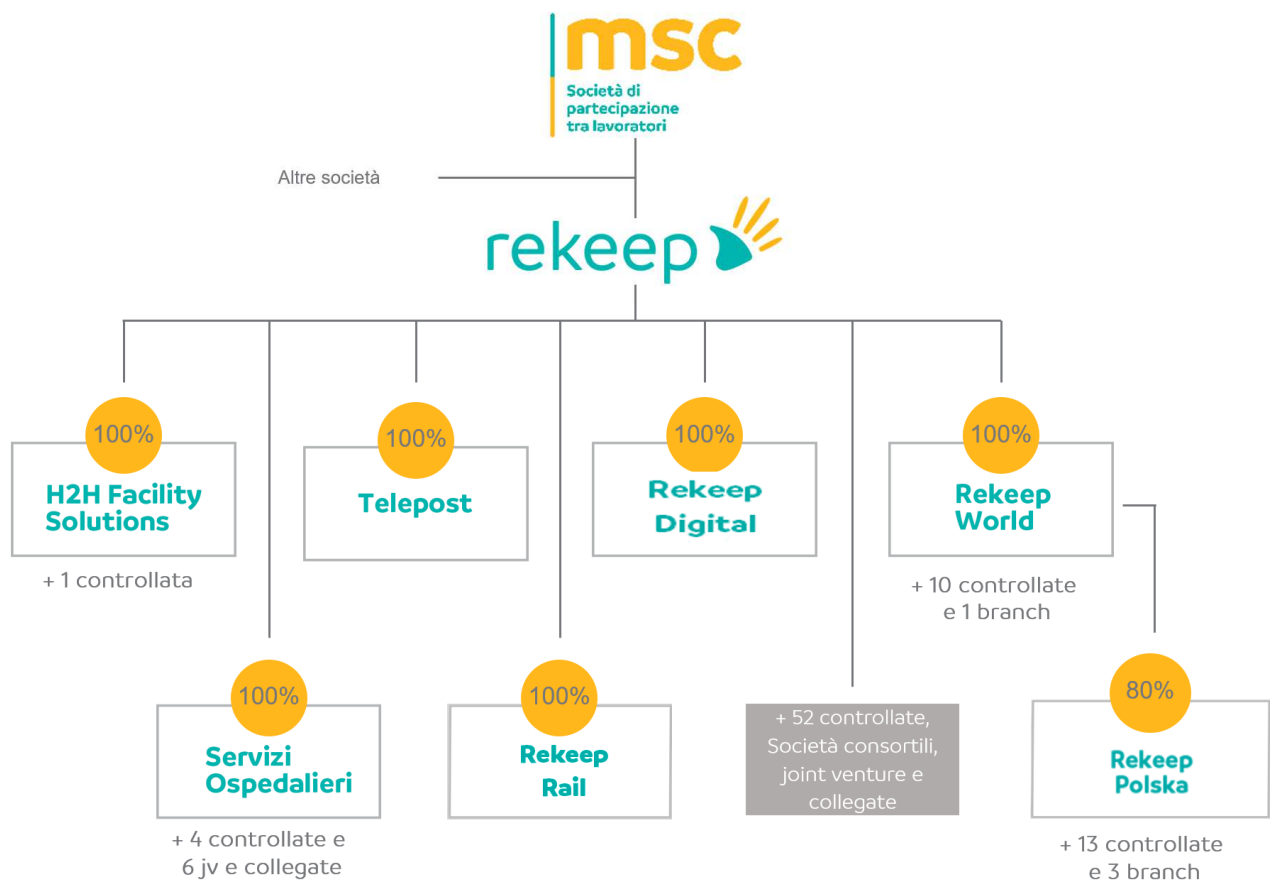 msc
Società di
partecipazione
tra lavoratori
Altre società
rekeep
100%
H2H Facility
Solutions
+ 1 controllata
100%
Telepost
100%
Rekeep
Digital
100%
Rekeep
World
+ 10 controllate
e 1 branch
100%
Servizi
Ospedalieri
+ 4 controllate e
6 jv e collegate
100%
Rekeep
Rail
+ 52 controllate,
Società consortili,
joint venture e
collegate
80%
Rekeep
Polska
+ 13 controllate
e 3 branch